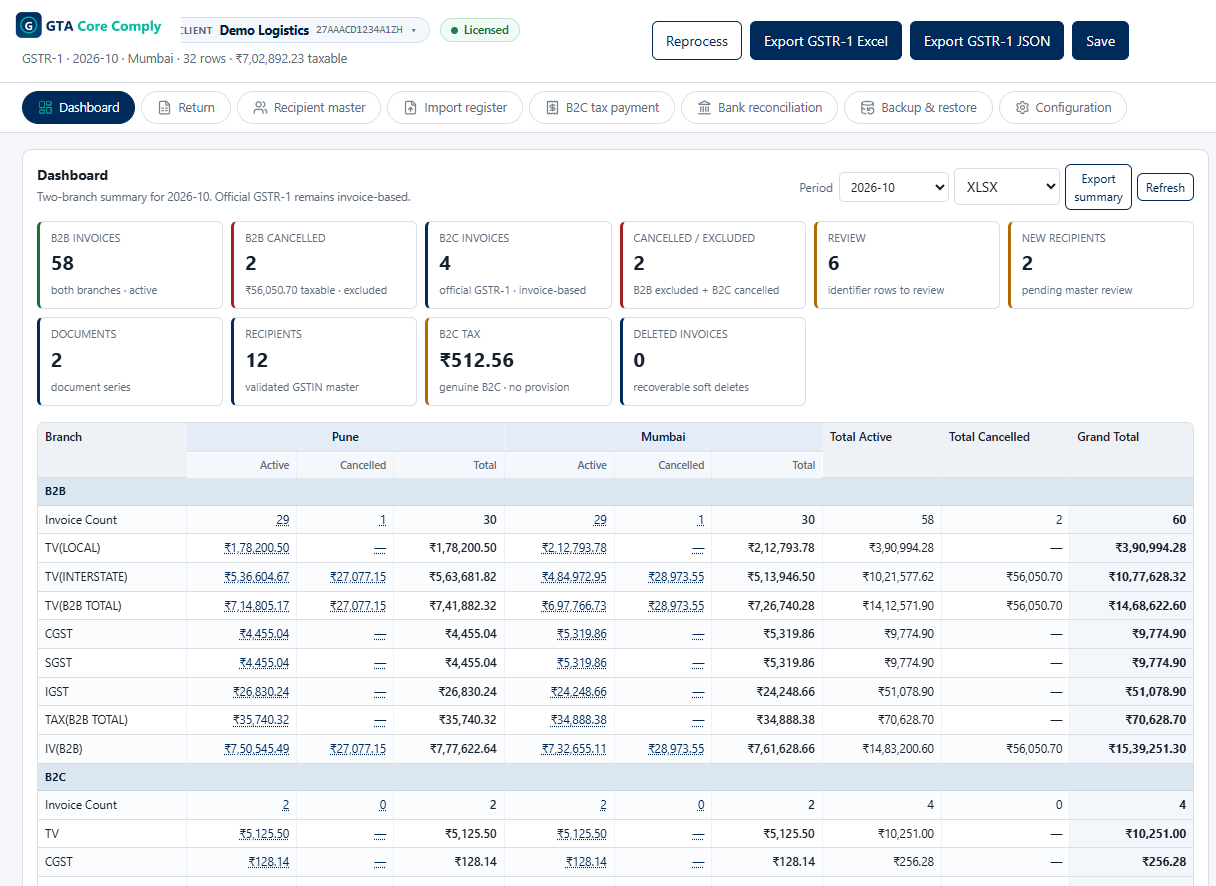 G GTA Core Comply
CLIENT Demo Logistics 27AAACD1234A1ZH
Licensed
GSTR-1 · 2026-10 · Mumbai · 32 rows · ₹7,02,892.23 taxable
Reprocess
Export GSTR-1 Excel
Export GSTR-1 JSON
Save
Dashboard
Return
Recipient master
Import register
B2C tax payment
Bank reconciliation
Backup & restore
Configuration
Dashboard
Two-branch summary for 2026-10. Official GSTR-1 remains invoice-based.
Period 2026-10 XLSX
Export
summary
Refresh
B2B INVOICES
58
both branches · active
B2B CANCELLED
2
₹56,050.70 taxable · excluded
B2C INVOICES
4
official GSTR-1 · invoice-based
CANCELLED / EXCLUDED
2
B2B excluded + B2C cancelled
REVIEW
6
identifier rows to review
NEW RECIPIENTS
2
pending master review
DOCUMENTS
2
document series
RECIPIENTS
12
validated GSTIN master
B2C TAX
₹512.56
genuine B2C · no provision
DELETED INVOICES
0
recoverable soft deletes
Branch Pune Mumbai Total Active Total Cancelled Grand Total
Active Cancelled Total Active Cancelled Total
B2B
Invoice Count 29 1 30 29 1 30 58 2 60
TV(LOCAL) ₹1,78,200.50 — ₹1,78,200.50 ₹2,12,793.78 — ₹2,12,793.78 ₹3,90,994.28 — ₹3,90,994.28
TV(INTERSTATE) ₹5,36,604.67 ₹27,077.15 ₹5,63,681.82 ₹4,84,972.95 ₹28,973.55 ₹5,13,946.50 ₹10,21,577.62 ₹56,050.70 ₹10,77,628.32
TV(B2B TOTAL) ₹7,14,805.17 ₹27,077.15 ₹7,41,882.32 ₹6,97,766.73 ₹28,973.55 ₹7,26,740.28 ₹14,12,571.90 ₹56,050.70 ₹14,68,622.60
CGST ₹4,455.04 — ₹4,455.04 ₹5,319.86 — ₹5,319.86 ₹9,774.90 — ₹9,774.90
SGST ₹4,455.04 — ₹4,455.04 ₹5,319.86 — ₹5,319.86 ₹9,774.90 — ₹9,774.90
IGST ₹26,830.24 — ₹26,830.24 ₹24,248.66 — ₹24,248.66 ₹51,078.90 — ₹51,078.90
TAX(B2B TOTAL) ₹35,740.32 — ₹35,740.32 ₹34,888.38 — ₹34,888.38 ₹70,628.70 — ₹70,628.70
IV(B2B) ₹7,50,545.49 ₹27,077.15 ₹7,77,622.64 ₹7,32,655.11 ₹28,973.55 ₹7,61,628.66 ₹14,83,200.60 ₹56,050.70 ₹15,39,251.30
B2C
Invoice Count 2 0 2 2 0 2 4 0 4
TV ₹5,125.50 — ₹5,125.50 ₹5,125.50 — ₹5,125.50 ₹10,251.00 — ₹10,251.00
CGST ₹128.14 — ₹128.14 ₹128.14 — ₹128.14 ₹256.28 — ₹256.28